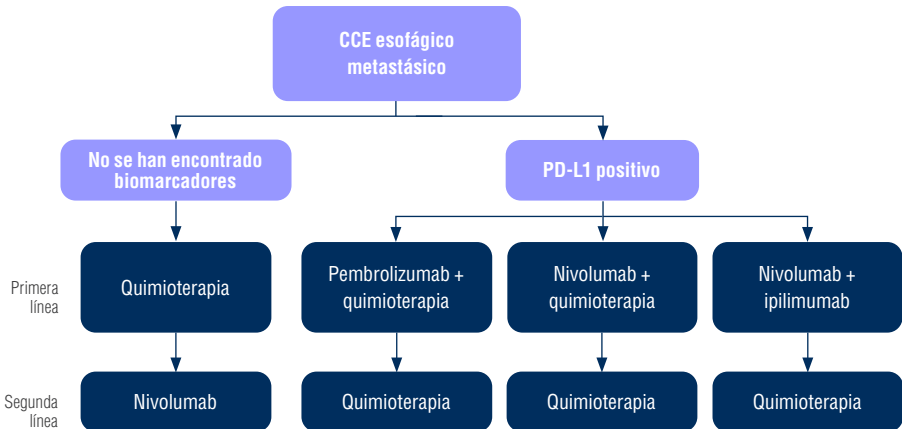 CCE esofágico
metastásico
No se han encontrado
biomarcadores
PD-L1 positivo
Primera
línea
Quimioterapia
Pembrolizumab +
quimioterapia
Nivolumab +
quimioterapia
Nivolumab +
ipilimumab
Segunda
línea
Nivolumab
Quimioterapia
Quimioterapia
Quimioterapia